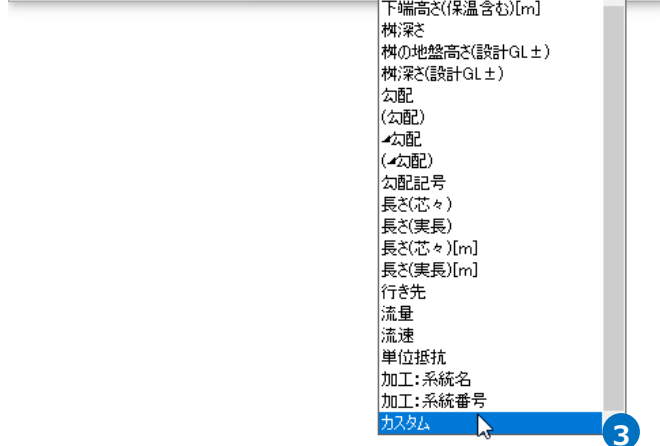 下端高さ(保温含む)[m]
桝深さ
桝の地盤高さ(設計GL±)
桝深さ(設計GL±)
勾配
(勾配)
◢勾配
(◢勾配)
勾配記号
長さ(芯々)
長さ(実長)
長さ(芯々)[m]
長さ(実長)[m]
行き先
流量
流速
単位抵抗
加工:系統名
加工:系統番号
カスタム
3